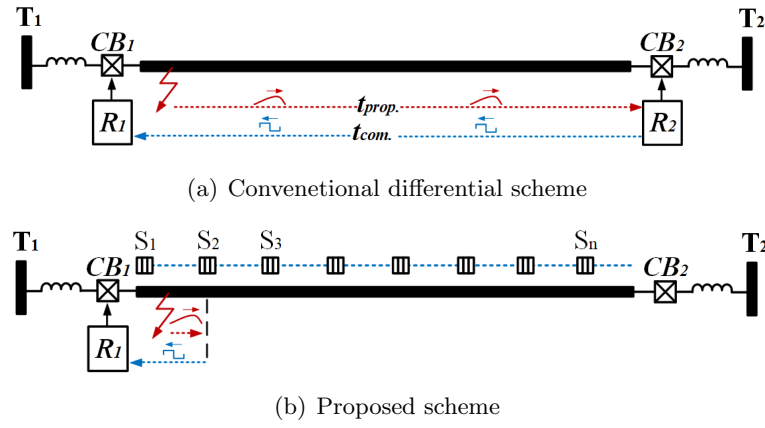 T1 T2
CB1 CB2
R1 tprop. R2
tcom.
(a) Convenetional differential scheme
S1 S2 S3 Sn
T1 T2
CB1 CB2
R1
(b) Proposed scheme